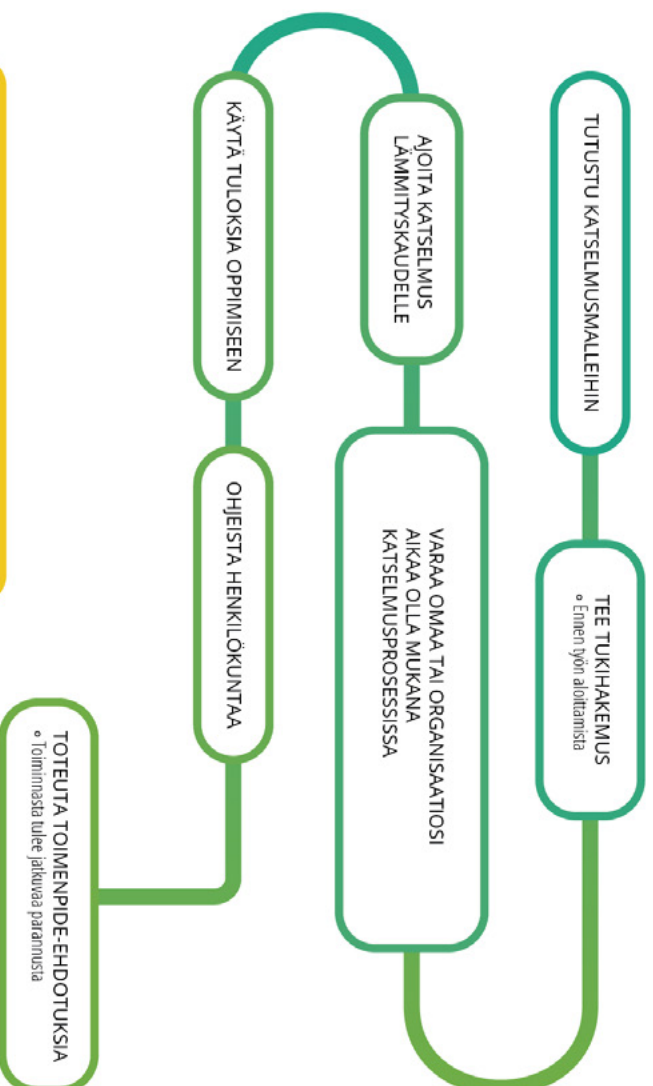 TUTUSTU KATSELMUSMALLEIHIN
TEE TUKIHAKEMUS
° Ennen työn aloittamista
VARAA OMAA TAI ORGANISAATIOSI
AIKAA OLLA MUKANA
KATSELMUSPROSESSISSA
AJOITA KATSELMUS
LÄMMITYSKAUDELLE
KÄYTÄ TULOKSIA OPPIMISEEN
OHJEISTA HENKILÖKUNTAA
TOTEUTA TOIMENPIDE-EHDOTUKSIA
° Toiminnasta tulee jatkuvaa parannusta